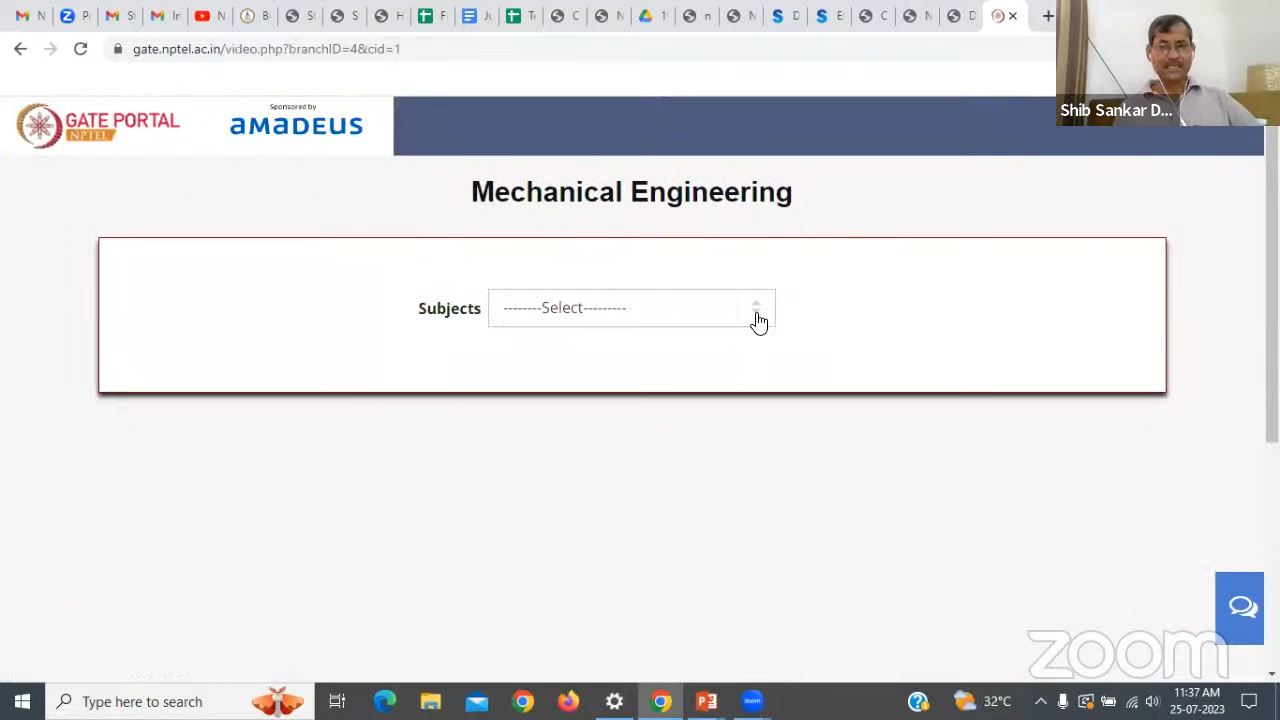 gate.nptel.ac.in/video.php?branchID=4&cid=1
Shib Sankar D...
GATE PORTAL
NPTEL
Sponsored by
amadeus
Mechanical Engineering
Subjects
--------Select---------
zoom
Type here to search
zoom
32°C
11:37 AM
25-07-2023